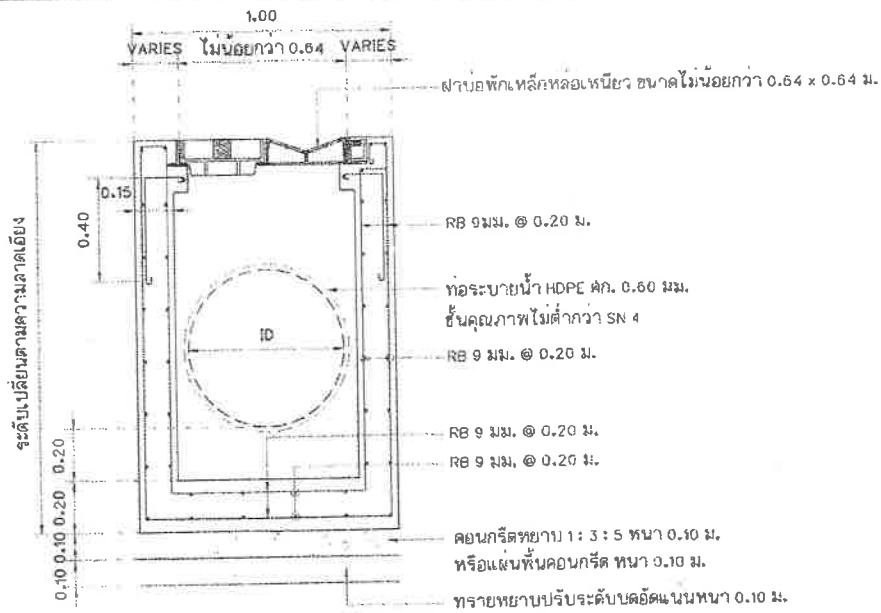 1.00
VARIES ไม่น้อยกว่า 0.64 VARIES
ฝาบ่อพักเหล็กหล่อเหนียว ขนาดไม่น้อยกว่า 0.64 x 0.64 ม.
0.15
0.40
RB 9 มม. @ 0.20 ม.
ระดับเปลี่ยนตามความลาดเอียง
ท่อระบายน้ำ HDPE ศก. 0.60 มม.
ชั้นคุณภาพไม่ต่ำกว่า SN 4
ID
RB 9 มม. @ 0.20 ม.
0.20
RB 9 มม. @ 0.20 ม.
RB 9 มม. @ 0.20 ม.
0.20
คอนกรีตหยาบ 1 : 3 : 5 หนา 0.10 ม.
0.10
หรือแผ่นพื้นคอนกรีต หนา 0.10 ม.
0.10
ทรายหยาบปรับระดับบดอัดแน่นหนา 0.10 ม.